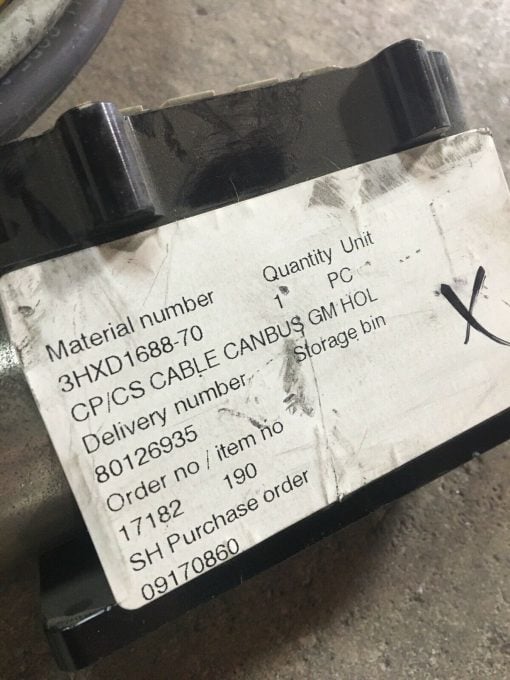 Material number Quantity Unit
3HXD1688-70 1 PC
CP/CS CABLE CANBUS GM HOL
Delivery number Storage bin
80126935
Order no / item no
17182 190
SH Purchase order
09170860
X